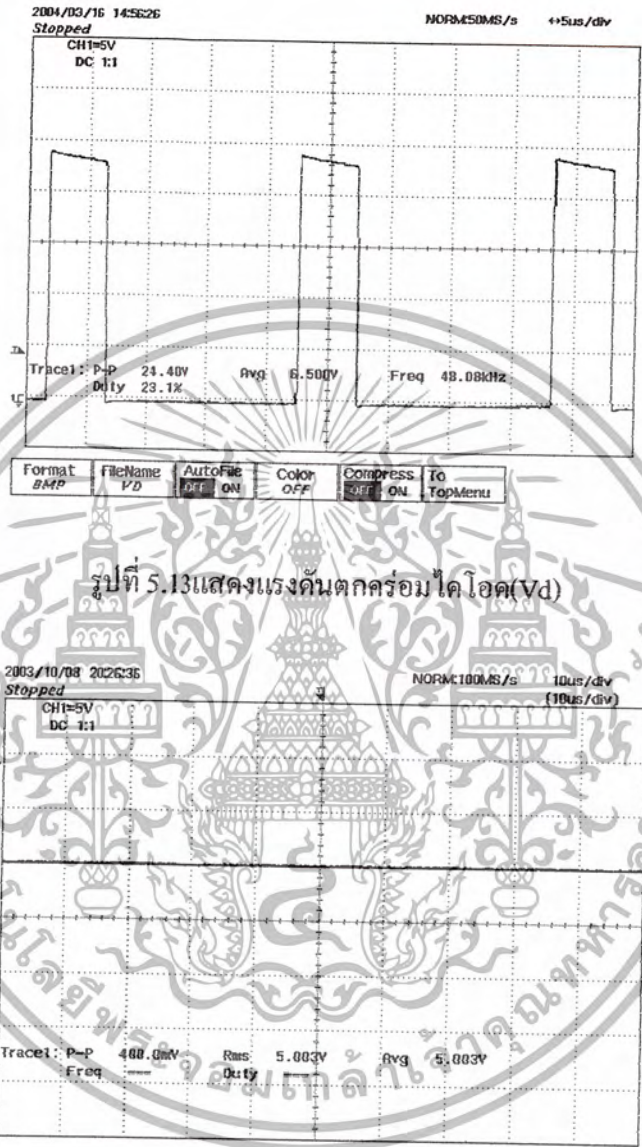 2004/03/16 14:56:26 NORM:50MS/s ↔5us/div
Stopped
CH1=5V
DC 1:1
Trace1: P-P 24.40V Avg 6.500V Freq 48.08kHz
Duty 23.1%
Format FileName AutoFile Color Compress To
BMP VD OFF ON OFF OFF ON TopMenu
รูปที่ 5.13แสดงแรงดันตกคร่อมไดโอด(Vd)
2003/10/08 20:26:36 NORM:100MS/s 10us/div
Stopped (10us/div)
CH1=5V
DC 1:1
Trace1: P-P 400.0mV Rms 5.003V Avg 5.003V
Freq ---- Duty ----